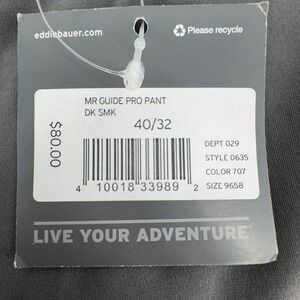 eddiebauer.com
Please recycle
MR GUIDE PRO PANT
DK SMK
40/32
$80.00
DEPT 029
STYLE 0635
COLOR 707
SIZE 9658
4 10018 33989 2
LIVE YOUR ADVENTURE